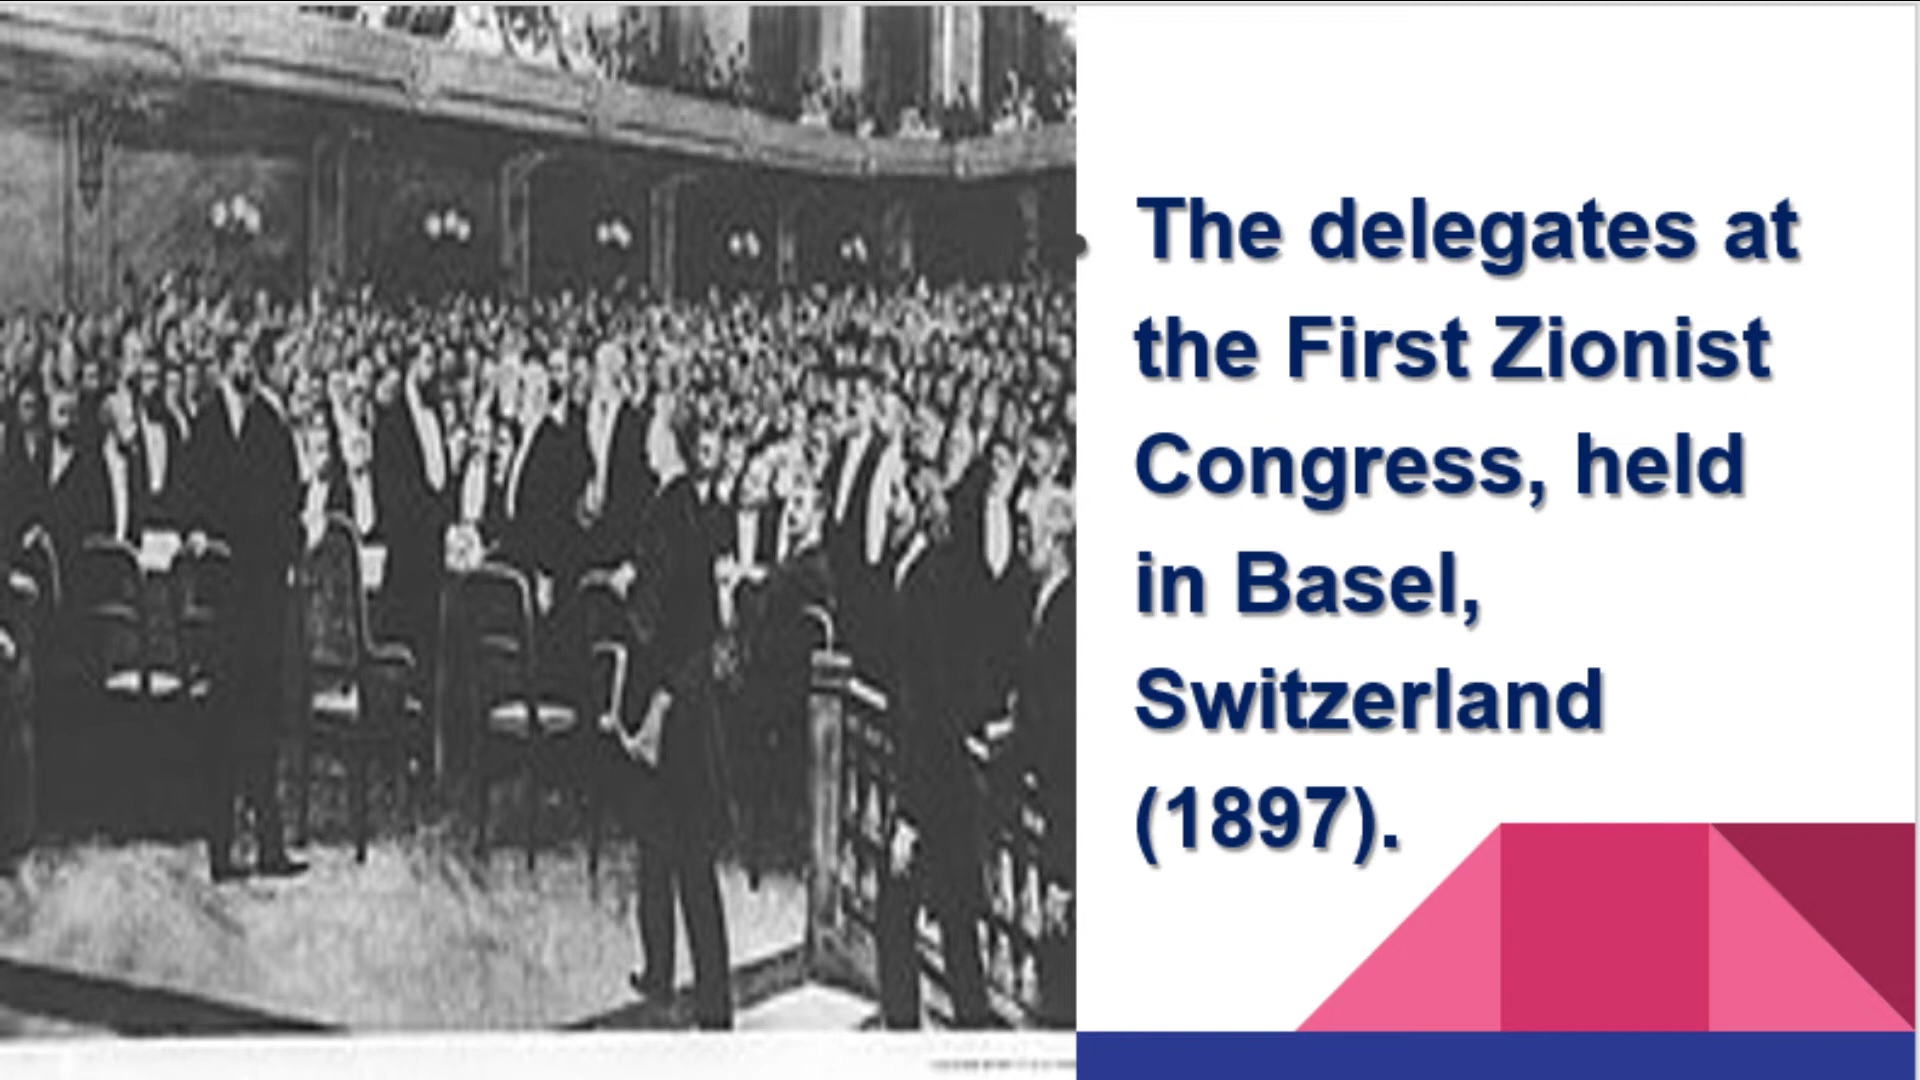 The delegates at
the First Zionist
Congress, held
in Basel,
Switzerland
(1897).